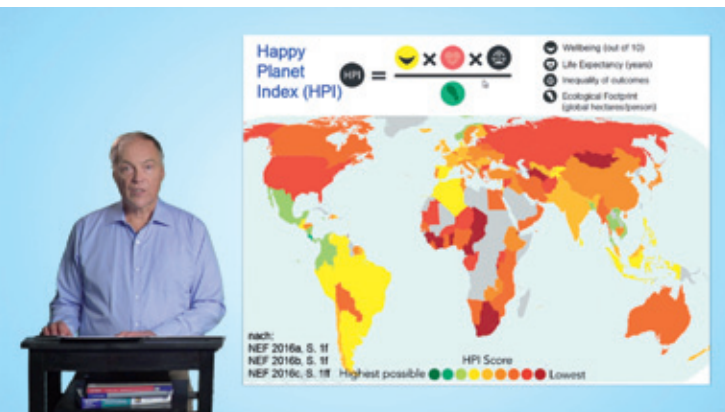 Happy
Planet
Index (HPI)
HPI = x x
Wellbeing (out of 10)
Life Expectancy (years)
Inequality of outcomes
Ecological Footprint
(global hectares/person)
nach:
NEF 2016a, S. 1f
NEF 2016b, S. 1f
NEF 2016c, S. 1ff
HPI Score
Highest possible
Lowest